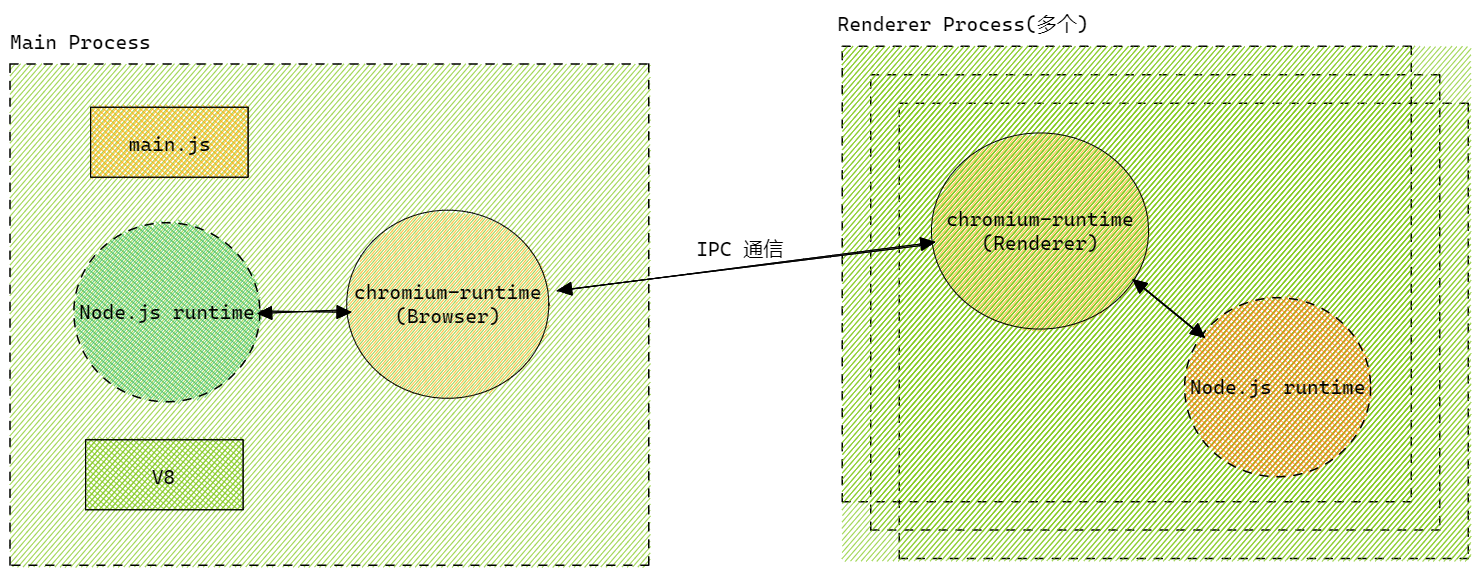 Main Process
main.js
Node.js runtime
chromium-runtime
(Browser)
V8
IPC 通信
Renderer Process(多个)
chromium-runtime
(Renderer)
Node.js runtime